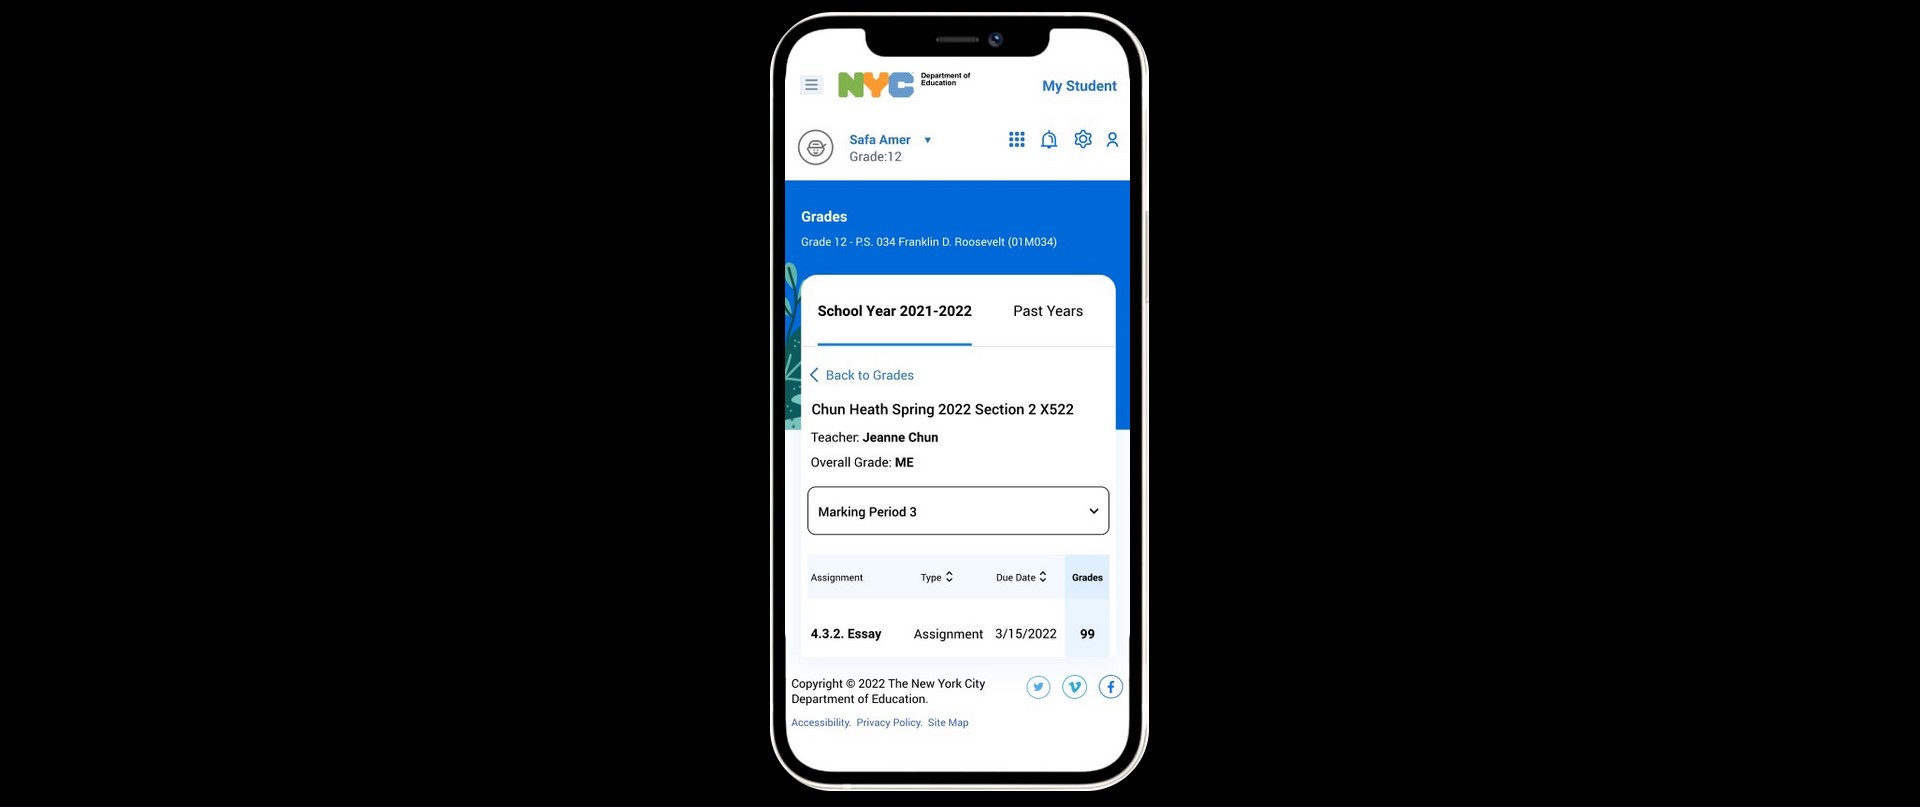 NYC Department of
Education
My Student
Safa Amer
Grade:12
Grades
Grade 12 - P.S. 034 Franklin D. Roosevelt (01M034)
School Year 2021-2022 Past Years
Back to Grades
Chun Heath Spring 2022 Section 2 X522
Teacher: Jeanne Chun
Overall Grade: ME
Marking Period 3
Assignment Type Due Date Grades
4.3.2. Essay Assignment 3/15/2022 99
Copyright © 2022 The New York City
Department of Education.
Accessibility. Privacy Policy. Site Map